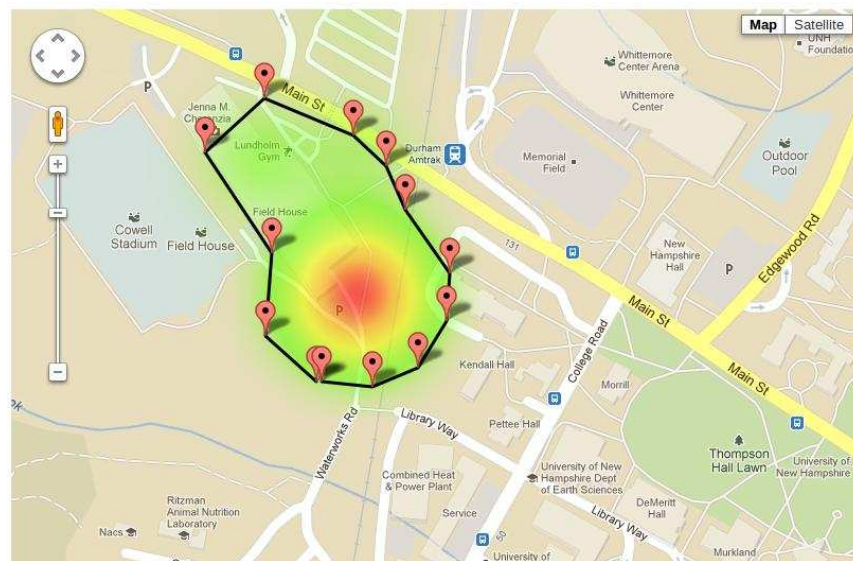 Map
Satellite
UNH
Foundation
Whittemore
Center Arena
Whittemore
Center
P
Jenna M.
Main St
Lundholm
Gym
Durham
Amtrak
Memorial
Field
Outdoor
Pool
Cowell
Stadium
Field House
Field House
131
New
Hampshire
Hall
P
Edgewood Rd
P
Main St
College Road
Kendall Hall
Morrill
Main St
Waterworks Rd
Library Way
Pettee Hall
Thompson
Hall Lawn
University of
New Hampshire
Combined Heat
& Power Plant
University of New
Hampshire Dept
of Earth Sciences
Ritzman
Animal Nutrition
Laboratory
Nacs
Service
50
DeMeritt
Hall
Library Way
University of
Murkland